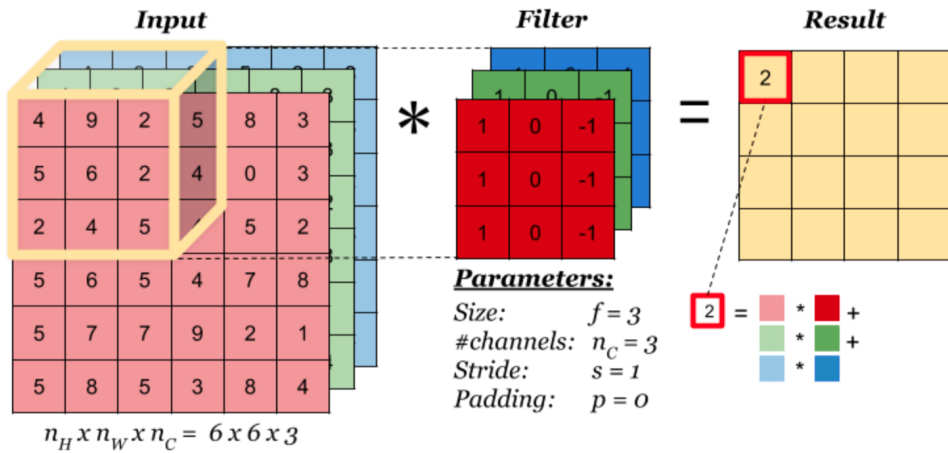 Input
Filter
Result
4 9 2 5 8 3
5 6 2 4 0 3
2 4 5 5 2
5 6 5 4 7 8
5 7 7 9 2 1
5 8 5 3 8 4
n_H x n_W x n_C = 6 x 6 x 3
*
1 0 -1
1 0 -1
1 0 -1
1 0 -1
=
2
Parameters:
Size: f = 3
#channels: n_C = 3
Stride: s = 1
Padding: p = 0
2 = * +
* +
*